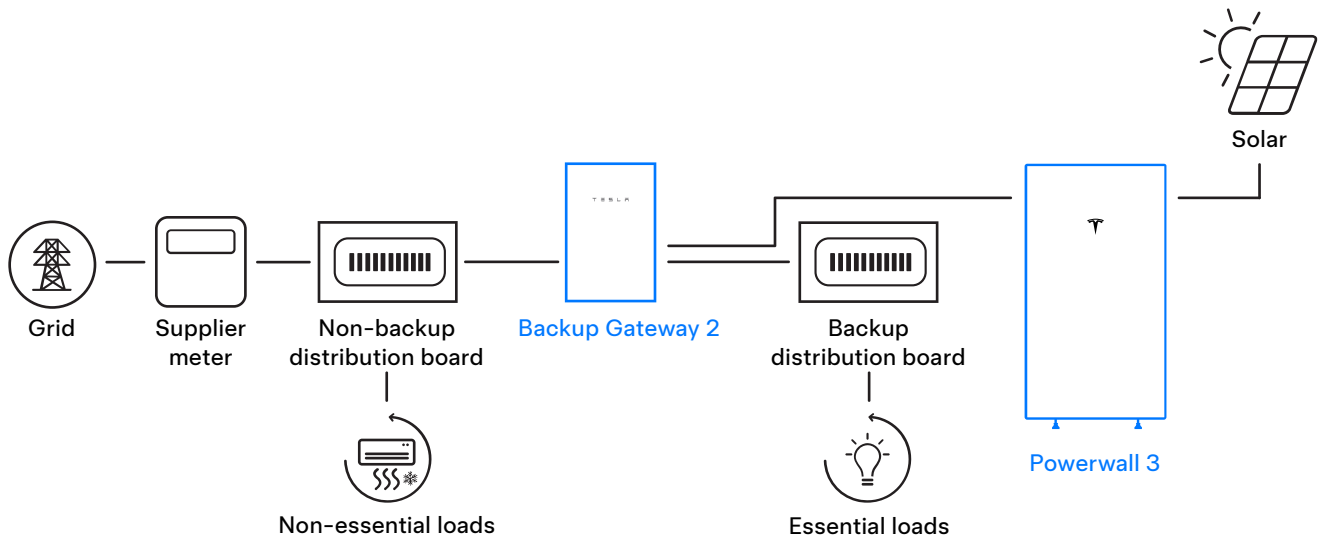 Solar
TESLA
Grid
Supplier
meter
Non-backup
distribution board
Backup Gateway 2
Backup
distribution board
Powerwall 3
Non-essential loads
Essential loads